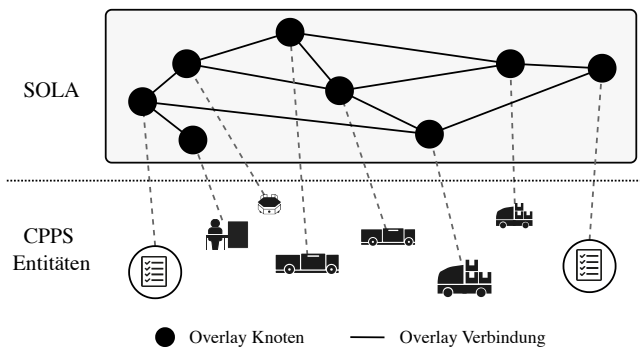 SOLA
CPPS
Entitäten
Overlay Knoten
Overlay Verbindung